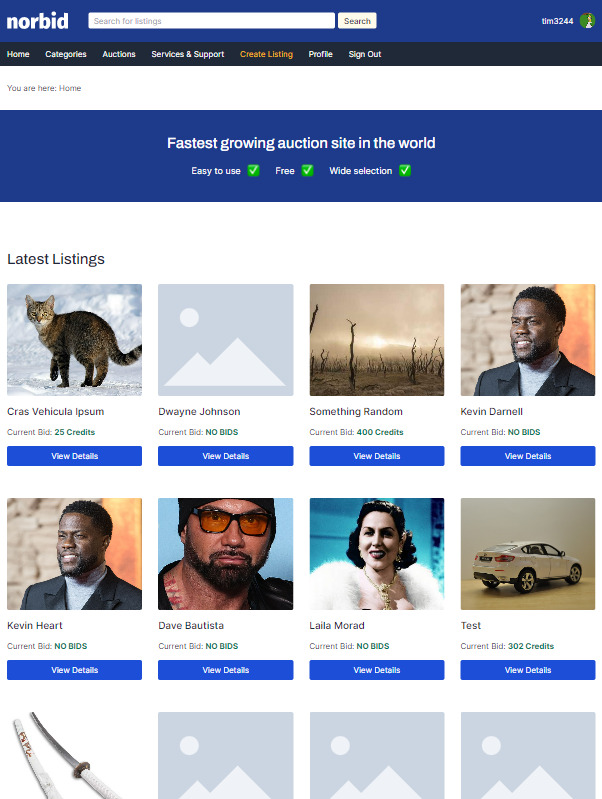 norbid
Search for listings
Search
tim3244
Home Categories Auctions Services & Support Create Listing Profile Sign Out
You are here: Home
Fastest growing auction site in the world
Easy to use Free Wide selection
Latest Listings
Cras Vehicula Ipsum
Current Bid: 25 Credits
View Details
Dwayne Johnson
Current Bid: NO BIDS
View Details
Something Random
Current Bid: 400 Credits
View Details
Kevin Darnell
Current Bid: NO BIDS
View Details
Kevin Heart
Current Bid: NO BIDS
View Details
Dave Bautista
Current Bid: NO BIDS
View Details
Laila Morad
Current Bid: NO BIDS
View Details
Test
Current Bid: 302 Credits
View Details